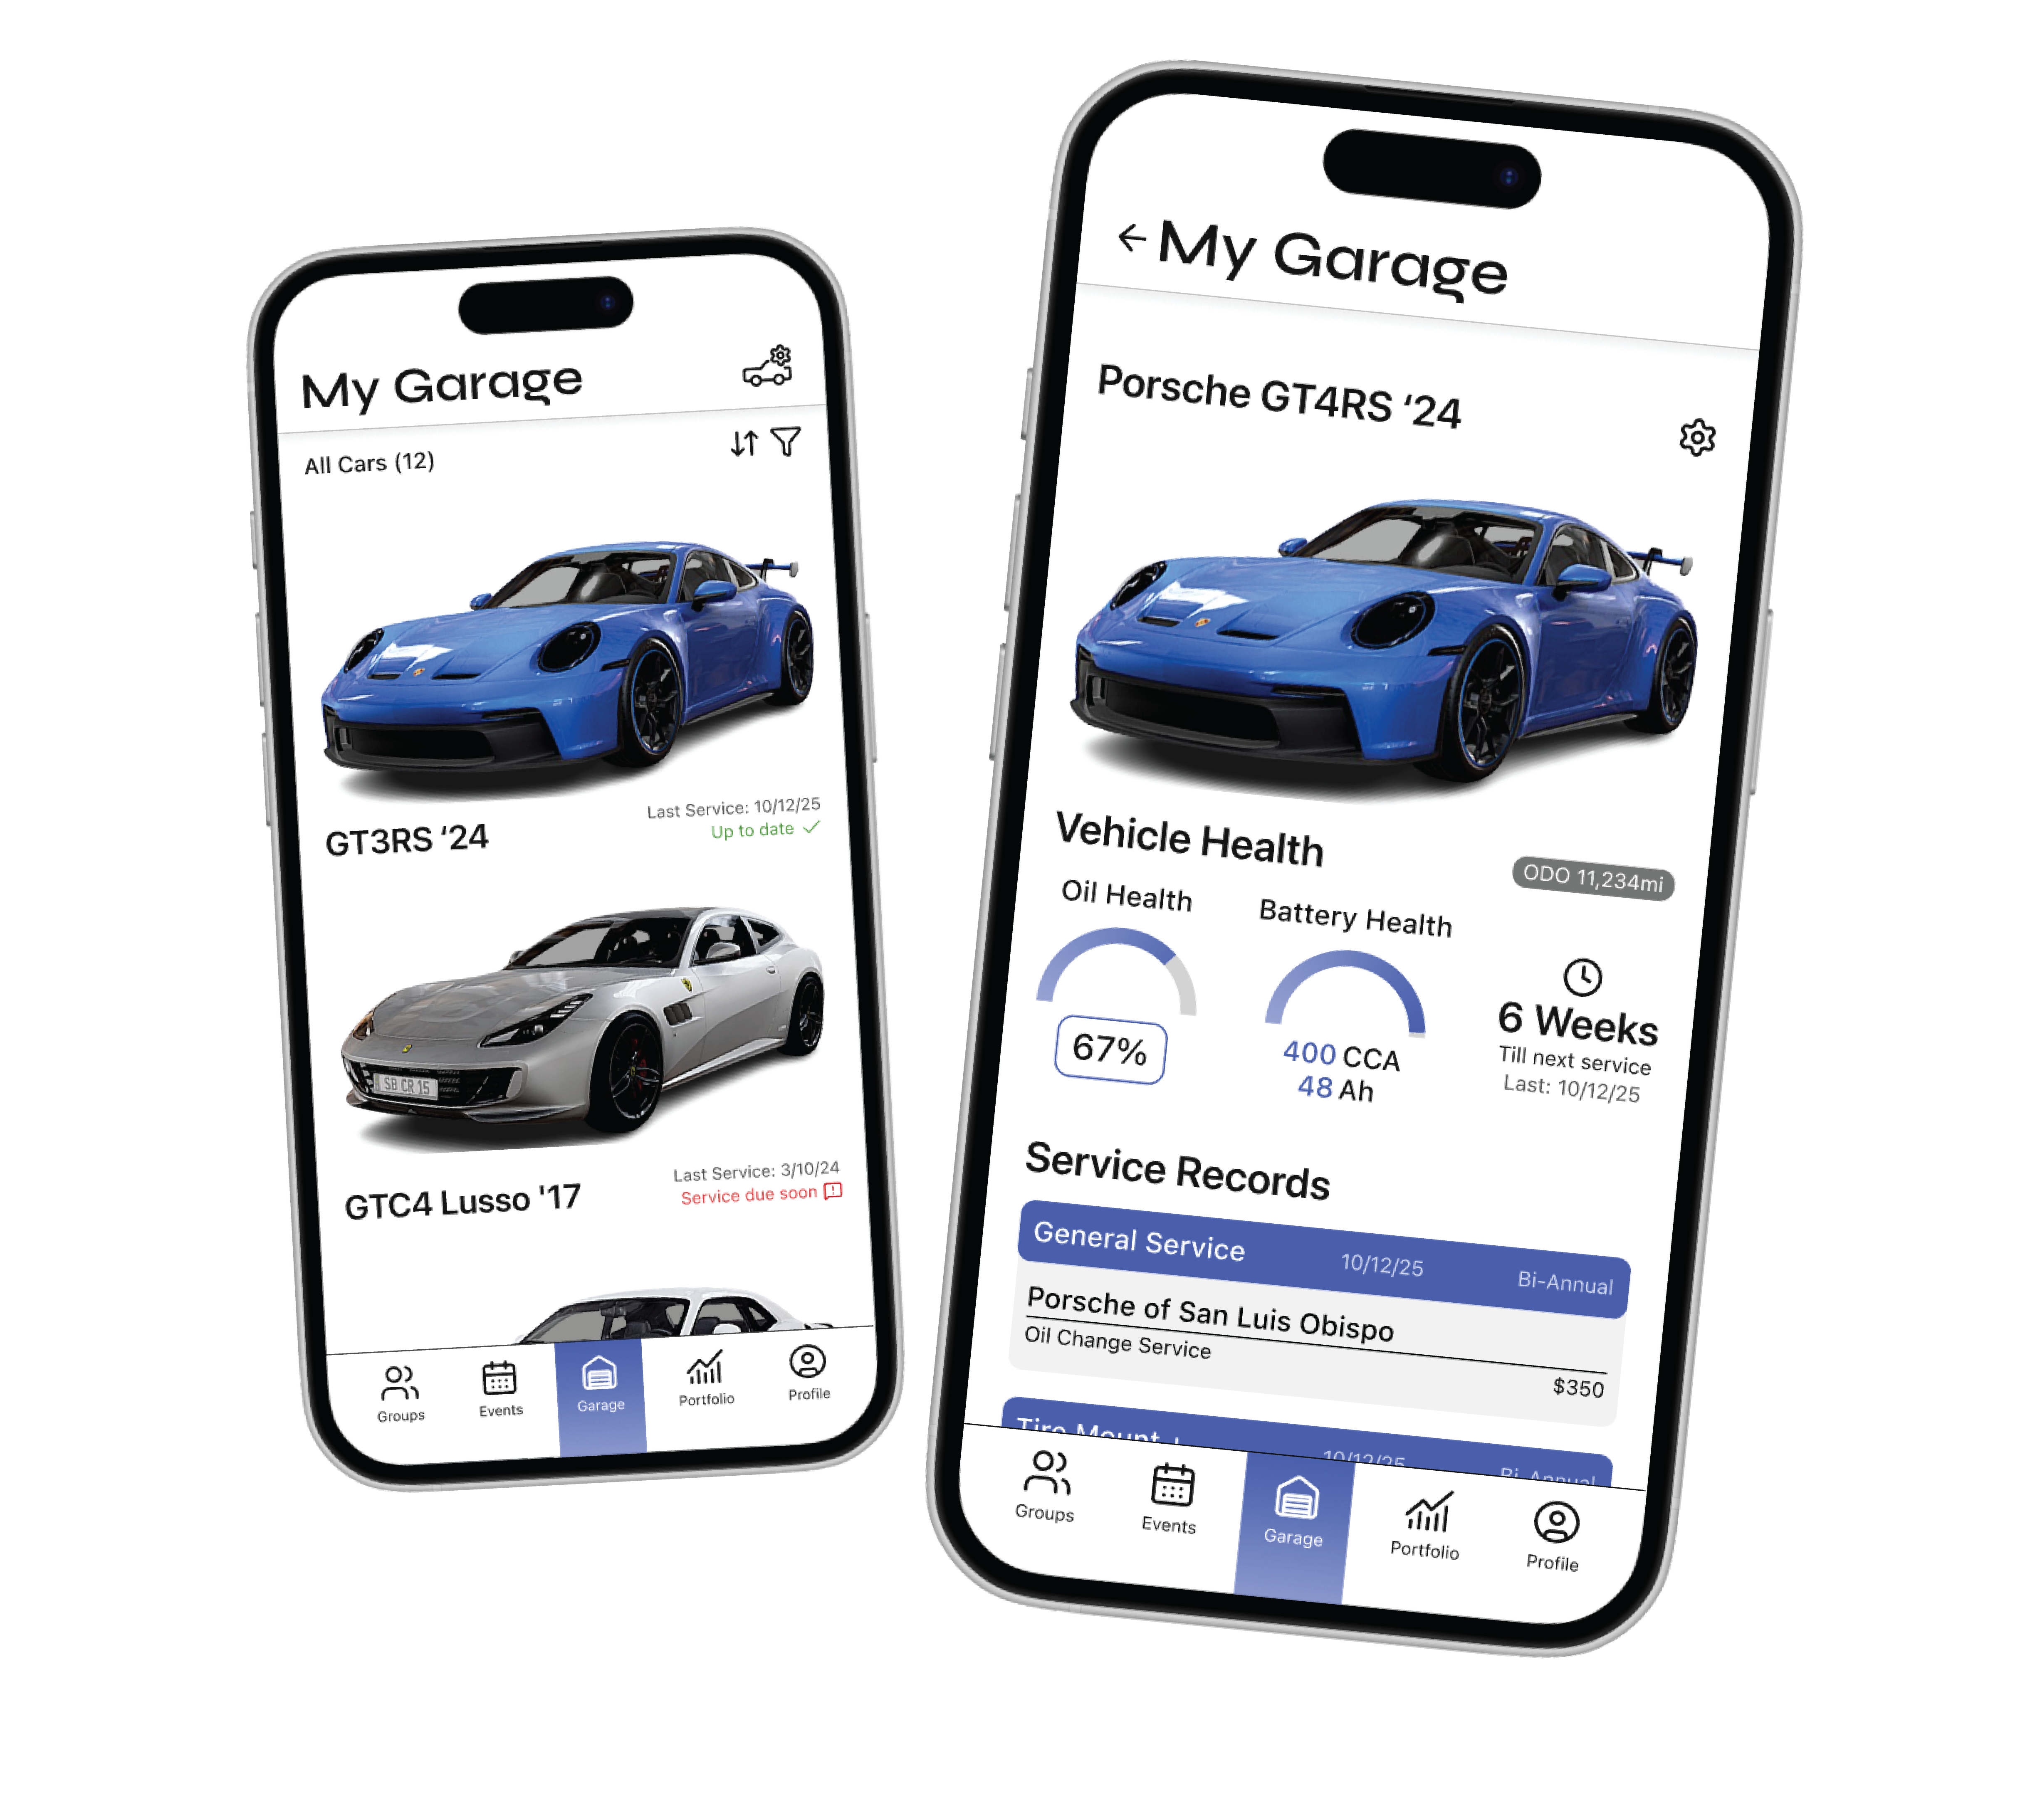 My Garage
All Cars (12)
Last Service: 10/12/25
Up to date
GT3RS ‘24
SB CR 15
Last Service: 3/10/24
Service due soon
GTC4 Lusso '17
Groups
Events
Garage
Portfolio
Profile
My Garage
Porsche GT4RS ‘24
Vehicle Health
ODO 11,234mi
Oil Health
Battery Health
67%
400 CCA
48 Ah
6 Weeks
Till next service
Last: 10/12/25
Service Records
General Service 10/12/25 Bi-Annual
Porsche of San Luis Obispo
Oil Change Service
$350
Tire Mount + 10/12/25 Bi-Annual
Groups
Events
Garage
Portfolio
Profile